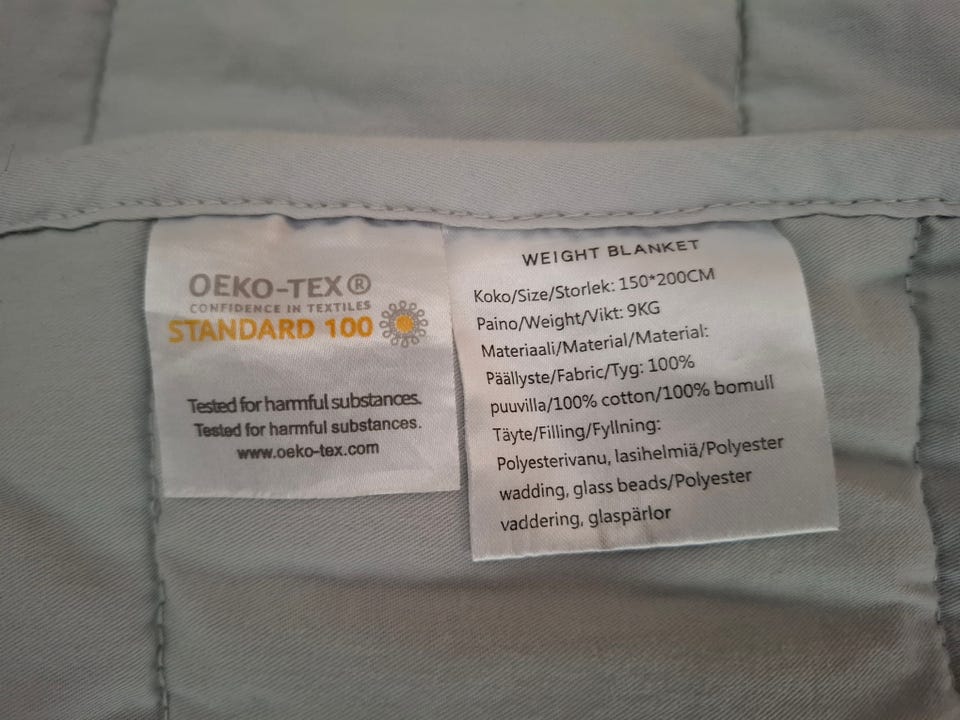 OEKO-TEX®
CONFIDENCE IN TEXTILES
STANDARD 100
Tested for harmful substances.
Tested for harmful substances.
www.oeko-tex.com
WEIGHT BLANKET
Koko/Size/Storlek: 150*200CM
Paino/Weight/Vikt: 9KG
Materiaali/Material/Material:
Päällyste/Fabric/Tyg: 100%
puuvilla/100% cotton/100% bomull
Täyte/Filling/Fyllning:
Polyesterivanu, lasihelmiä/Polyester
wadding, glass beads/Polyester
vaddering, glaspärlor